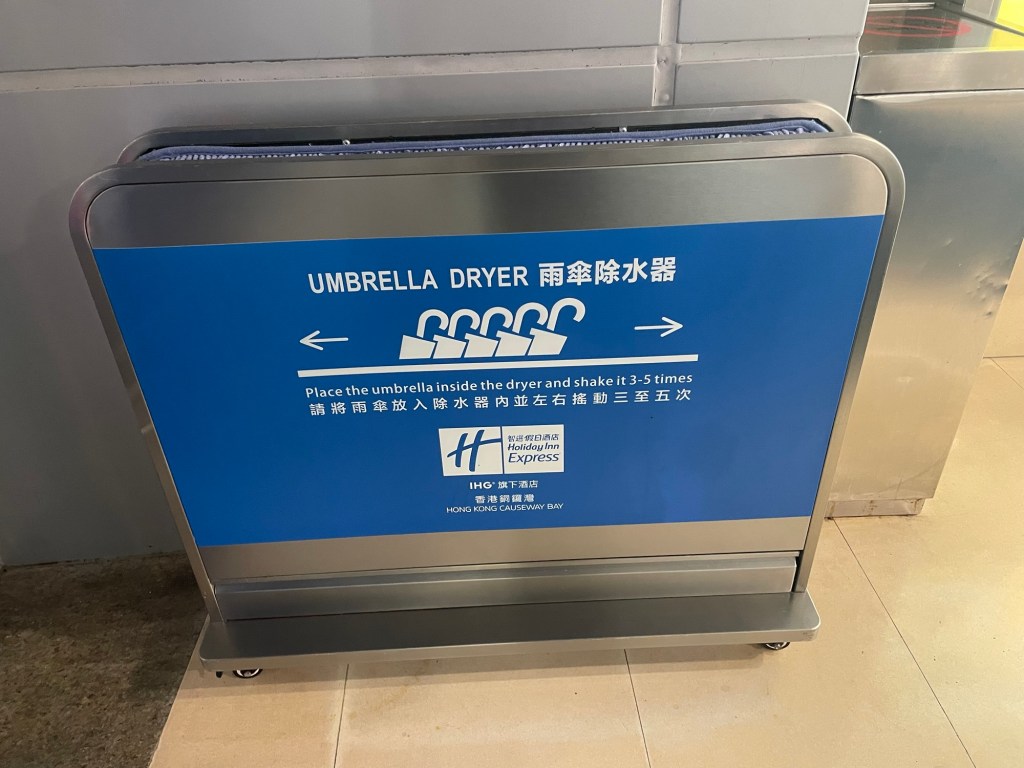 UMBRELLA DRYER 雨傘除水器
Place the umbrella inside the dryer and shake it 3-5 times
請將雨傘放入除水器內並左右搖動三至五次
智選假日酒店
Holiday Inn
Express
IHG® 旗下酒店
香港銅鑼灣
HONG KONG CAUSEWAY BAY